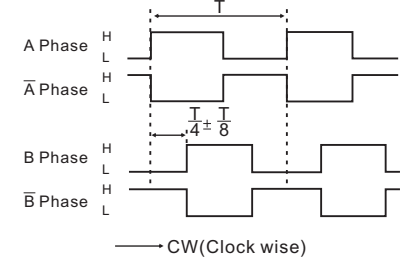 T
A Phase H
L
A̅ Phase H
L
T/4 ± T/8
B Phase H
L
B̅ Phase H
L
CW(Clock wise)